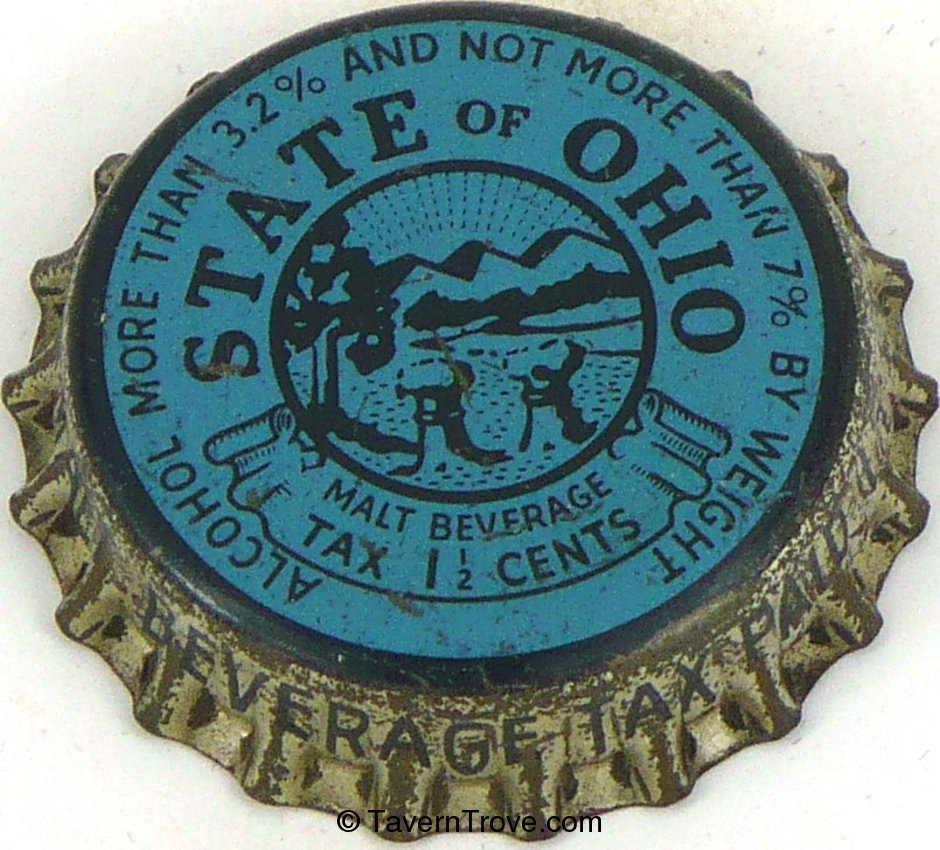 ALCOHOL MORE THAN 3.2% AND NOT MORE THAN 7% BY WEIGHT
STATE OF OHIO
MALT BEVERAGE
TAX 1 1/2 CENTS
BEVERAGE TAX PAID
© TavernTrove.com